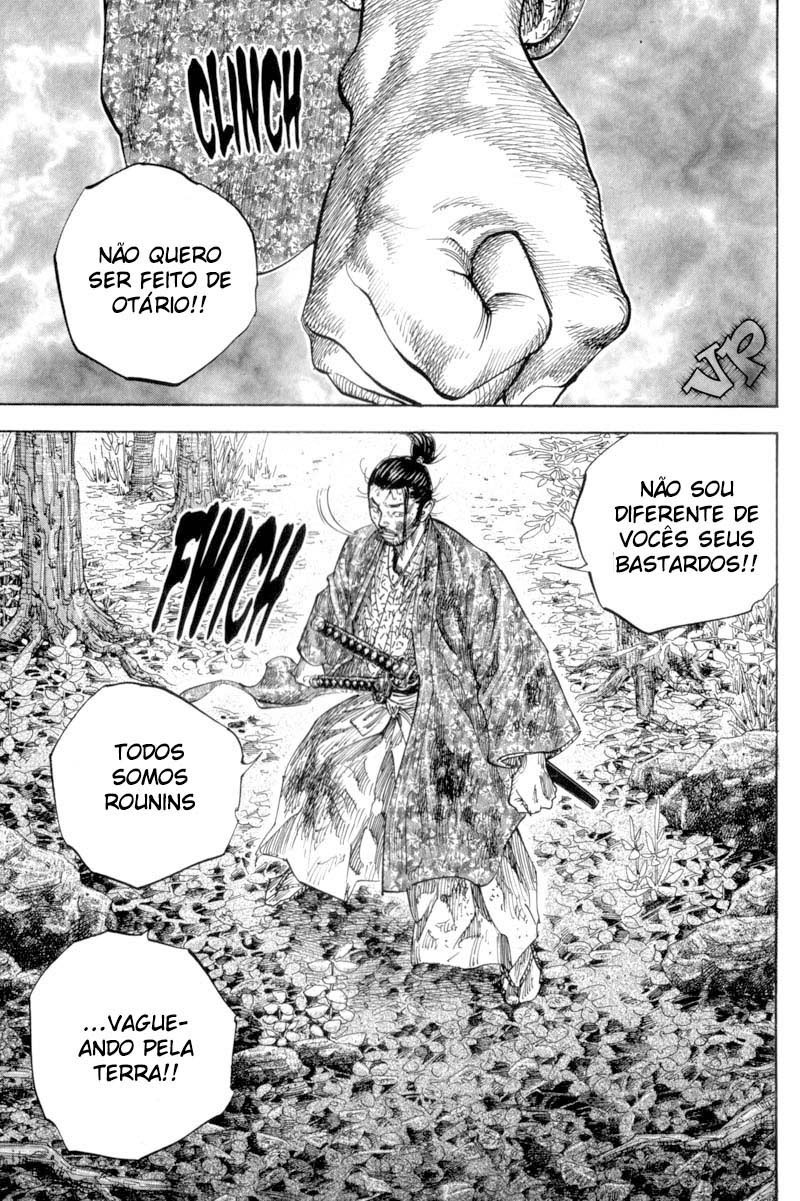 CLINCH
NÃO QUERO
SER FEITO DE
OTÁRIO!!
VP
NÃO SOU
DIFERENTE DE
VOCÊS SEUS
BASTARDOS!!
FWICH
TODOS
SOMOS
ROUNINS
...VAGUE-
ANDO PELA
TERRA!!